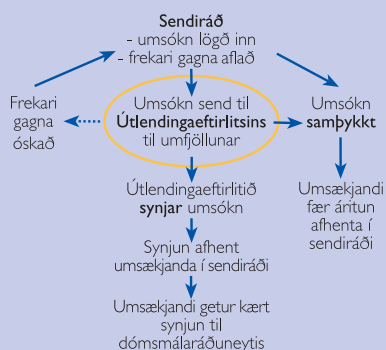 Sendiráð
- umsókn lögð inn
- frekari gagna aflað
Frekari
gagna
óskað
Umsókn send til
Útlendingaeftirlitsins
til umfjöllunar
Umsókn
samþykkt
Útlendingaeftirlitið
synjar umsókn
Umsækjandi
fær áritun
afhenta í
sendiráði
Synjun afhent
umsækjanda í sendiráði
Umsækjandi getur kært
synjun til
dómsmálaráðuneytis